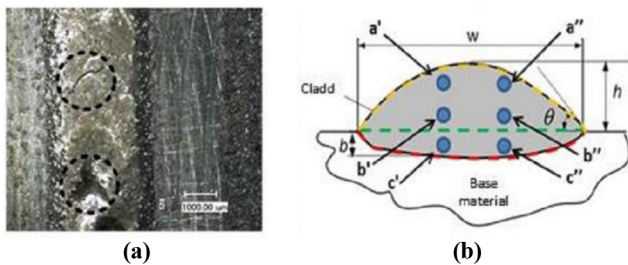 1000.00 um
(a)
W
a'
a"
Cladd
h
θ
b
b'
b"
c'
c"
Base
material
(b)